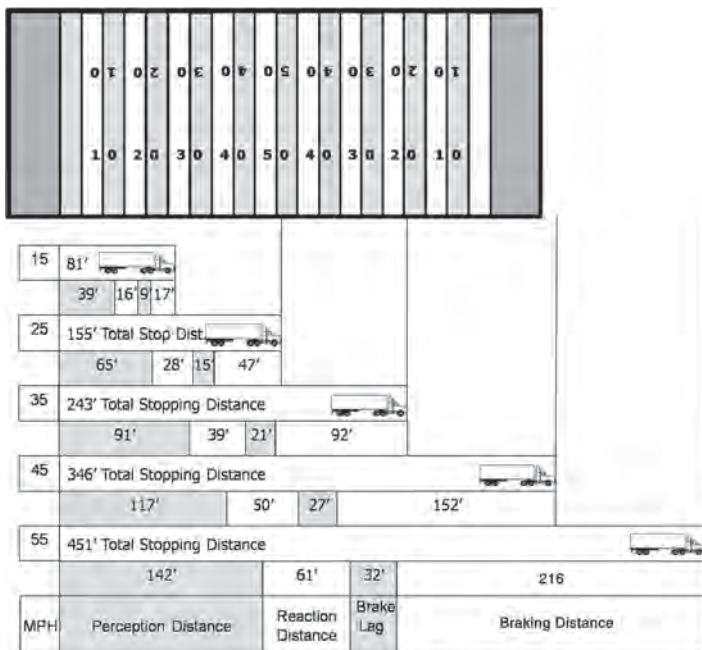 0 1 0 2 0 3 0 4 0 5 0 4 0 3 0 2 0 1
1 0 2 0 3 0 4 0 5 0 4 0 3 0 2 0 1 0
15 81'
39' 16' 9' 17'
25 155' Total Stop Dist.
65' 28' 15' 47'
35 243' Total Stopping Distance
91' 39' 21' 92'
45 346' Total Stopping Distance
117' 50' 27' 152'
55 451' Total Stopping Distance
142' 61' 32' 216
MPH Perception Distance Reaction Distance Brake Lag Braking Distance